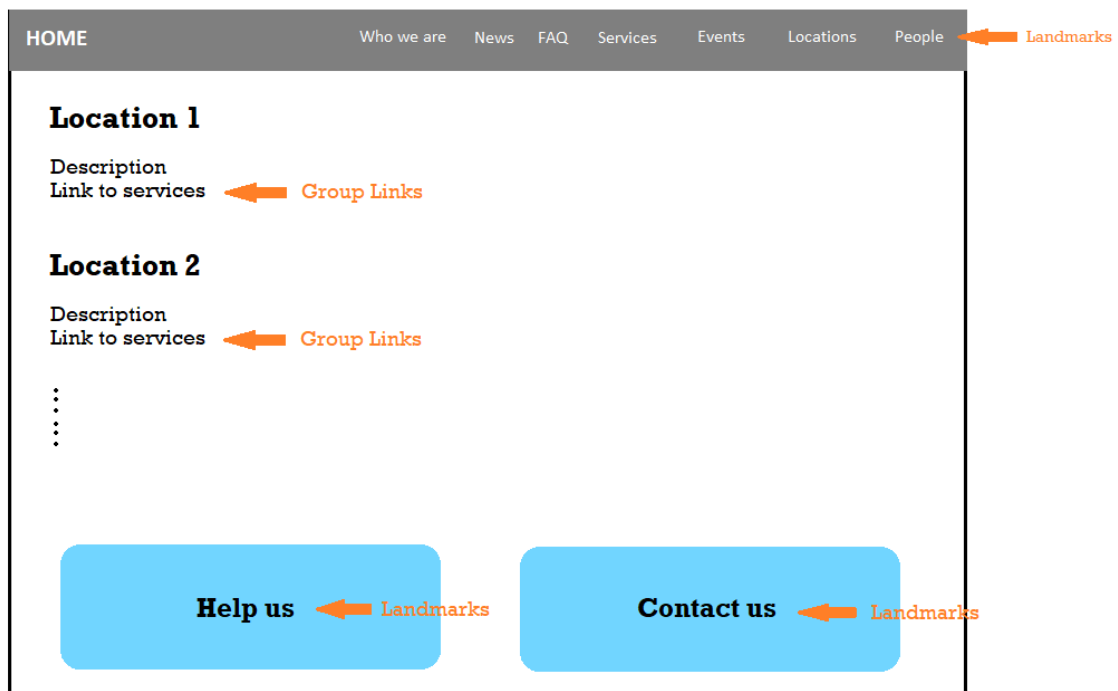 HOME Who we are News FAQ Services Events Locations People Landmarks
Location 1
Description
Link to services Group Links
Location 2
Description
Link to services Group Links
Help us Landmarks Contact us Landmarks